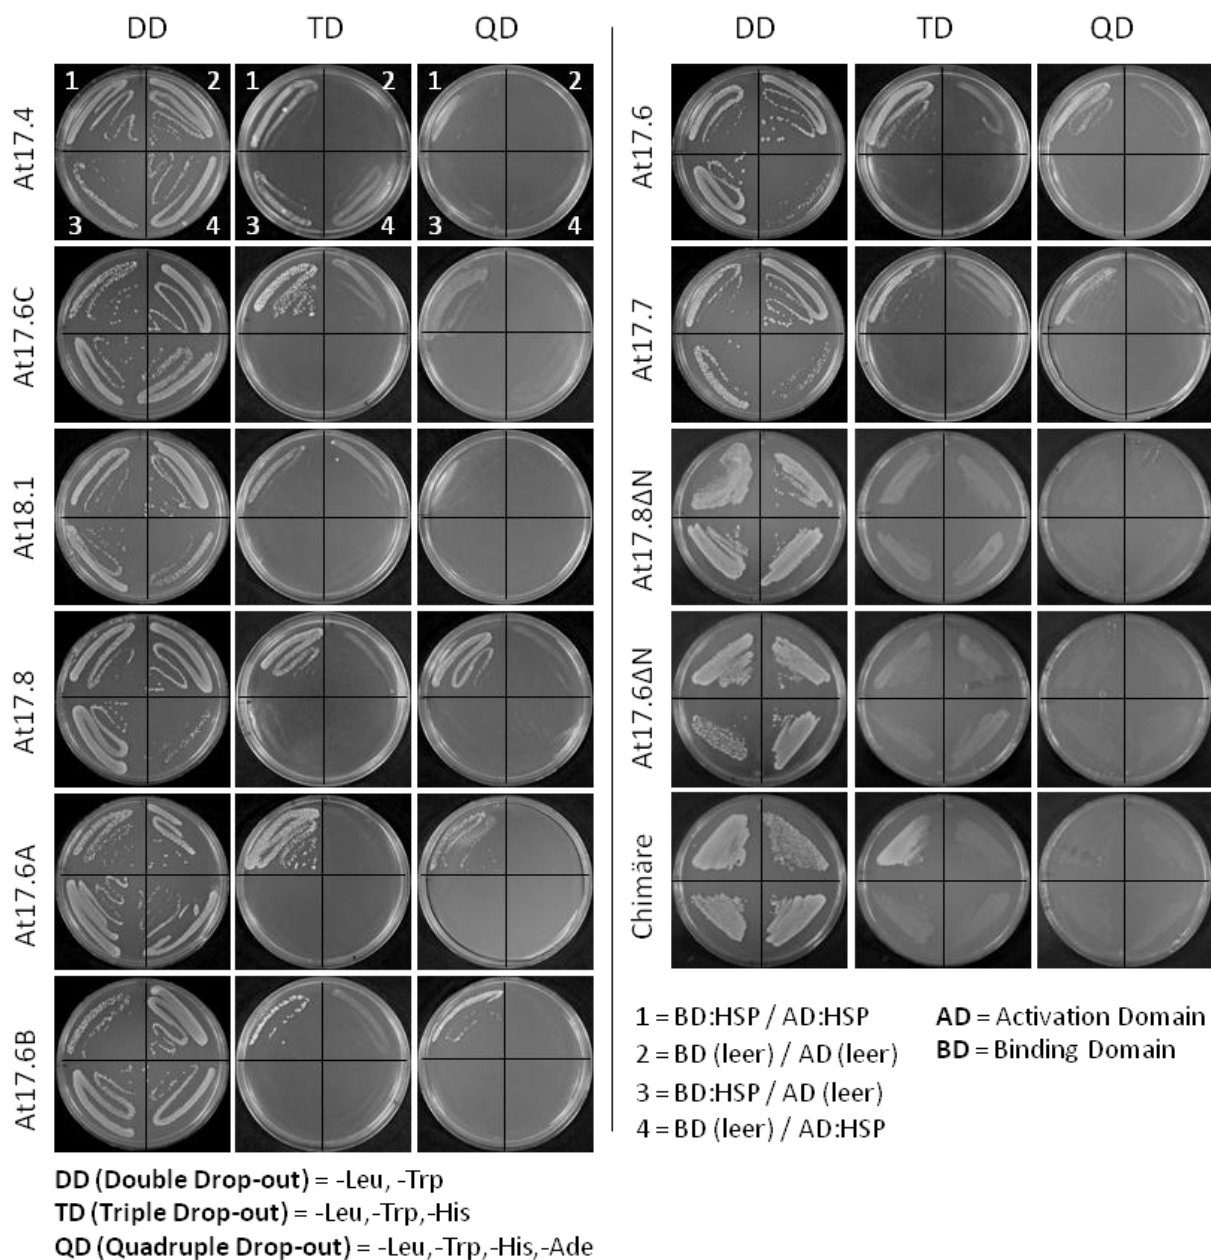 DD TD QD
DD TD QD
At17.4
1 2 3 4
1 2 3 4
1 2 3 4
At17.6C
At18.1
At17.8
At17.6A
At17.6B
At17.6
At17.7
At17.8ΔN
At17.6ΔN
Chimäre
1 = BD:HSP / AD:HSP
2 = BD (leer) / AD (leer)
3 = BD:HSP / AD (leer)
4 = BD (leer) / AD:HSP
AD = Activation Domain
BD = Binding Domain
DD (Double Drop-out) = -Leu, -Trp
TD (Triple Drop-out) = -Leu,-Trp,-His
QD (Quadruple Drop-out) = -Leu,-Trp,-His,-Ade